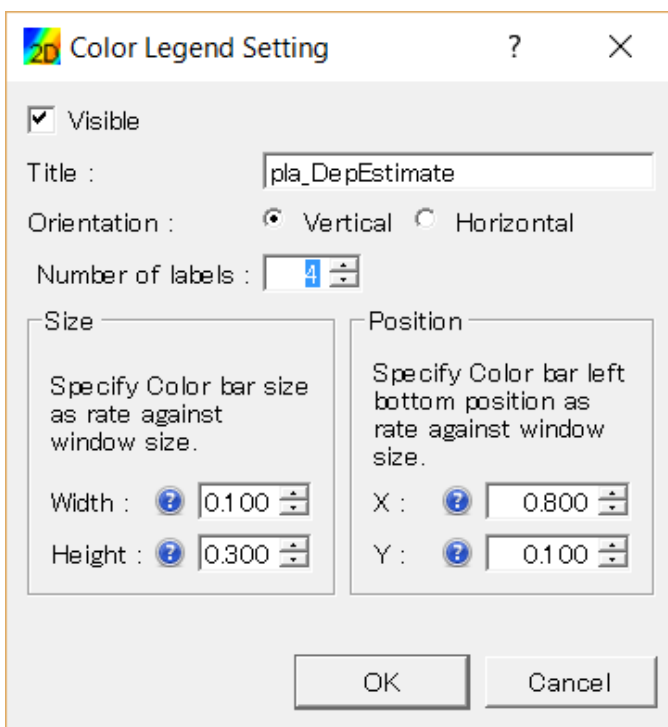 2D Color Legend Setting ? ×
Visible
Title : pla_DepEstimate
Orientation : Vertical Horizontal
Number of labels : 4
Size
Specify Color bar size
as rate against
window size.
Width : ? 0.100
Height : ? 0.300
Position
Specify Color bar left
bottom position as
rate against window
size.
X : ? 0.800
Y : ? 0.100
OK Cancel